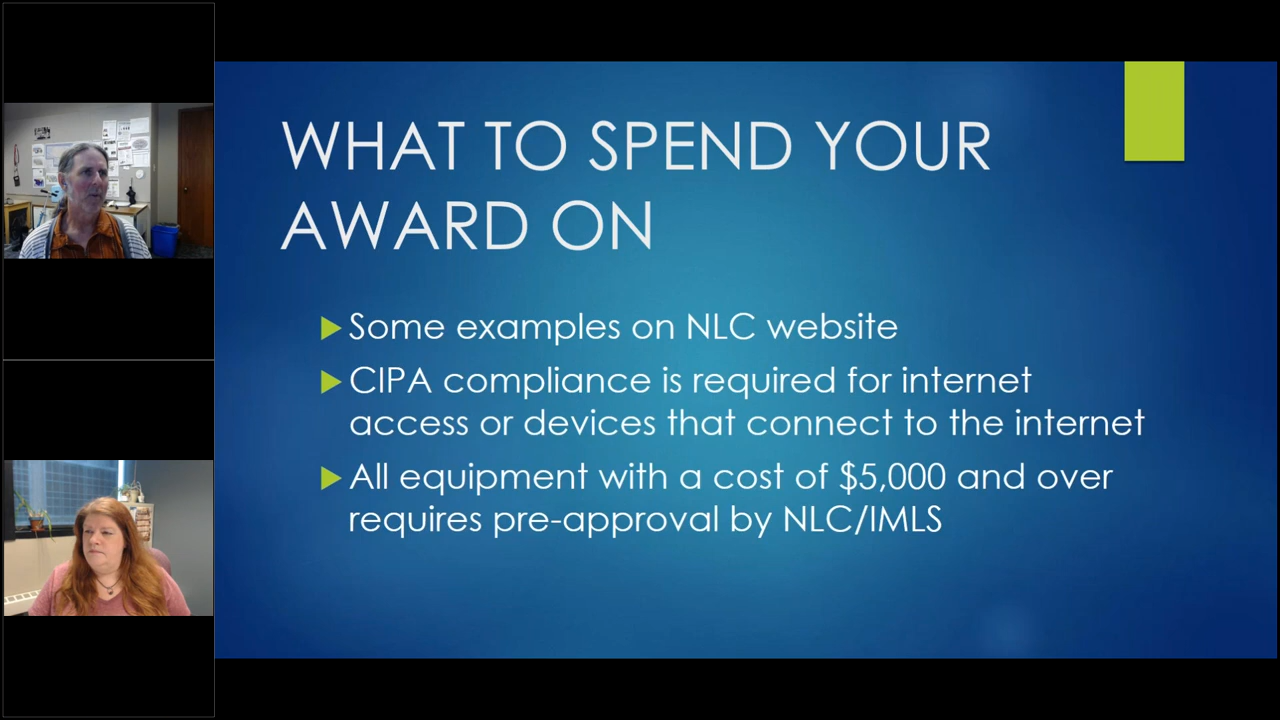 WHAT TO SPEND YOUR
AWARD ON
Some examples on NLC website
CIPA compliance is required for internet
access or devices that connect to the internet
All equipment with a cost of $5,000 and over
requires pre-approval by NLC/IMLS